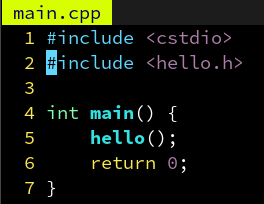 main.cpp
1 #include <cstdio>
2 #include <hello.h>
3
4 int main() {
5     hello();
6     return 0;
7 }